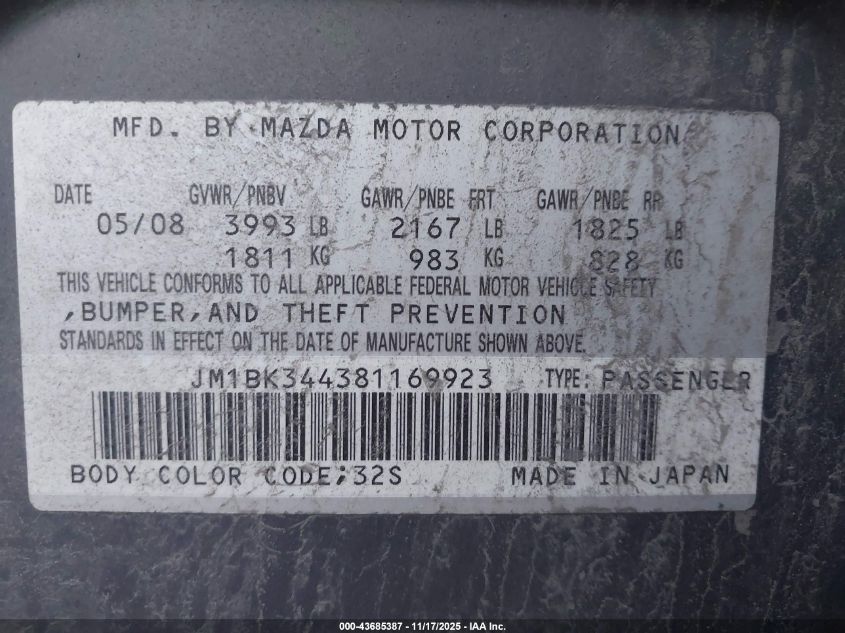 MFD. BY MAZDA MOTOR CORPORATION
DATE GVWR/PNBV GAWR/PNBE FRT GAWR/PNBE RR
05/08 3993 LB 2167 LB 1825 LB
1811 KG 983 KG 828 KG
THIS VEHICLE CONFORMS TO ALL APPLICABLE FEDERAL MOTOR VEHICLE SAFETY
,BUMPER,AND THEFT PREVENTION
STANDARDS IN EFFECT ON THE DATE OF MANUFACTURE SHOWN ABOVE.
JM1BK344381169923 TYPE: PASSENGER
BODY COLOR CODE;32S MADE IN JAPAN
000-43685387 - 11/17/2025 - IAA Inc.